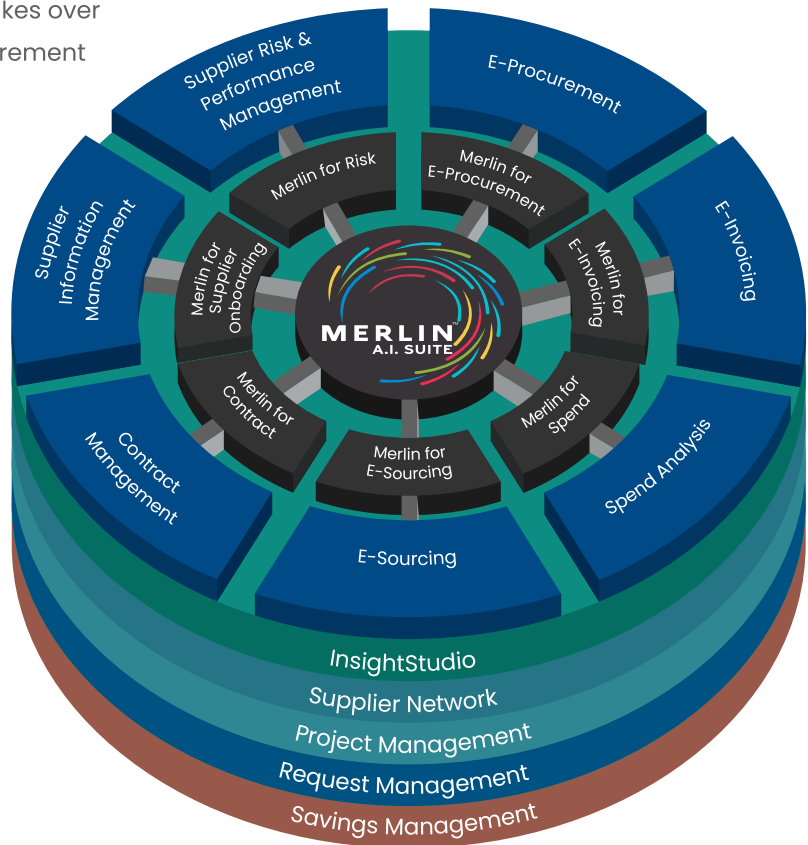 kes over
rement
Supplier Risk &
Performance
Management
E-Procurement
Supplier
Information
Management
E-Invoicing
Merlin for Risk
Merlin for
E-Procurement
Merlin for
Supplier
Onboarding
Merlin for
E-Invoicing
MERLIN™
A.I. SUITE
Merlin for
Contract
Merlin for
Spend
Merlin for
E-Sourcing
Contract
Management
Spend Analysis
E-Sourcing
InsightStudio
Supplier Network
Project Management
Request Management
Savings Management